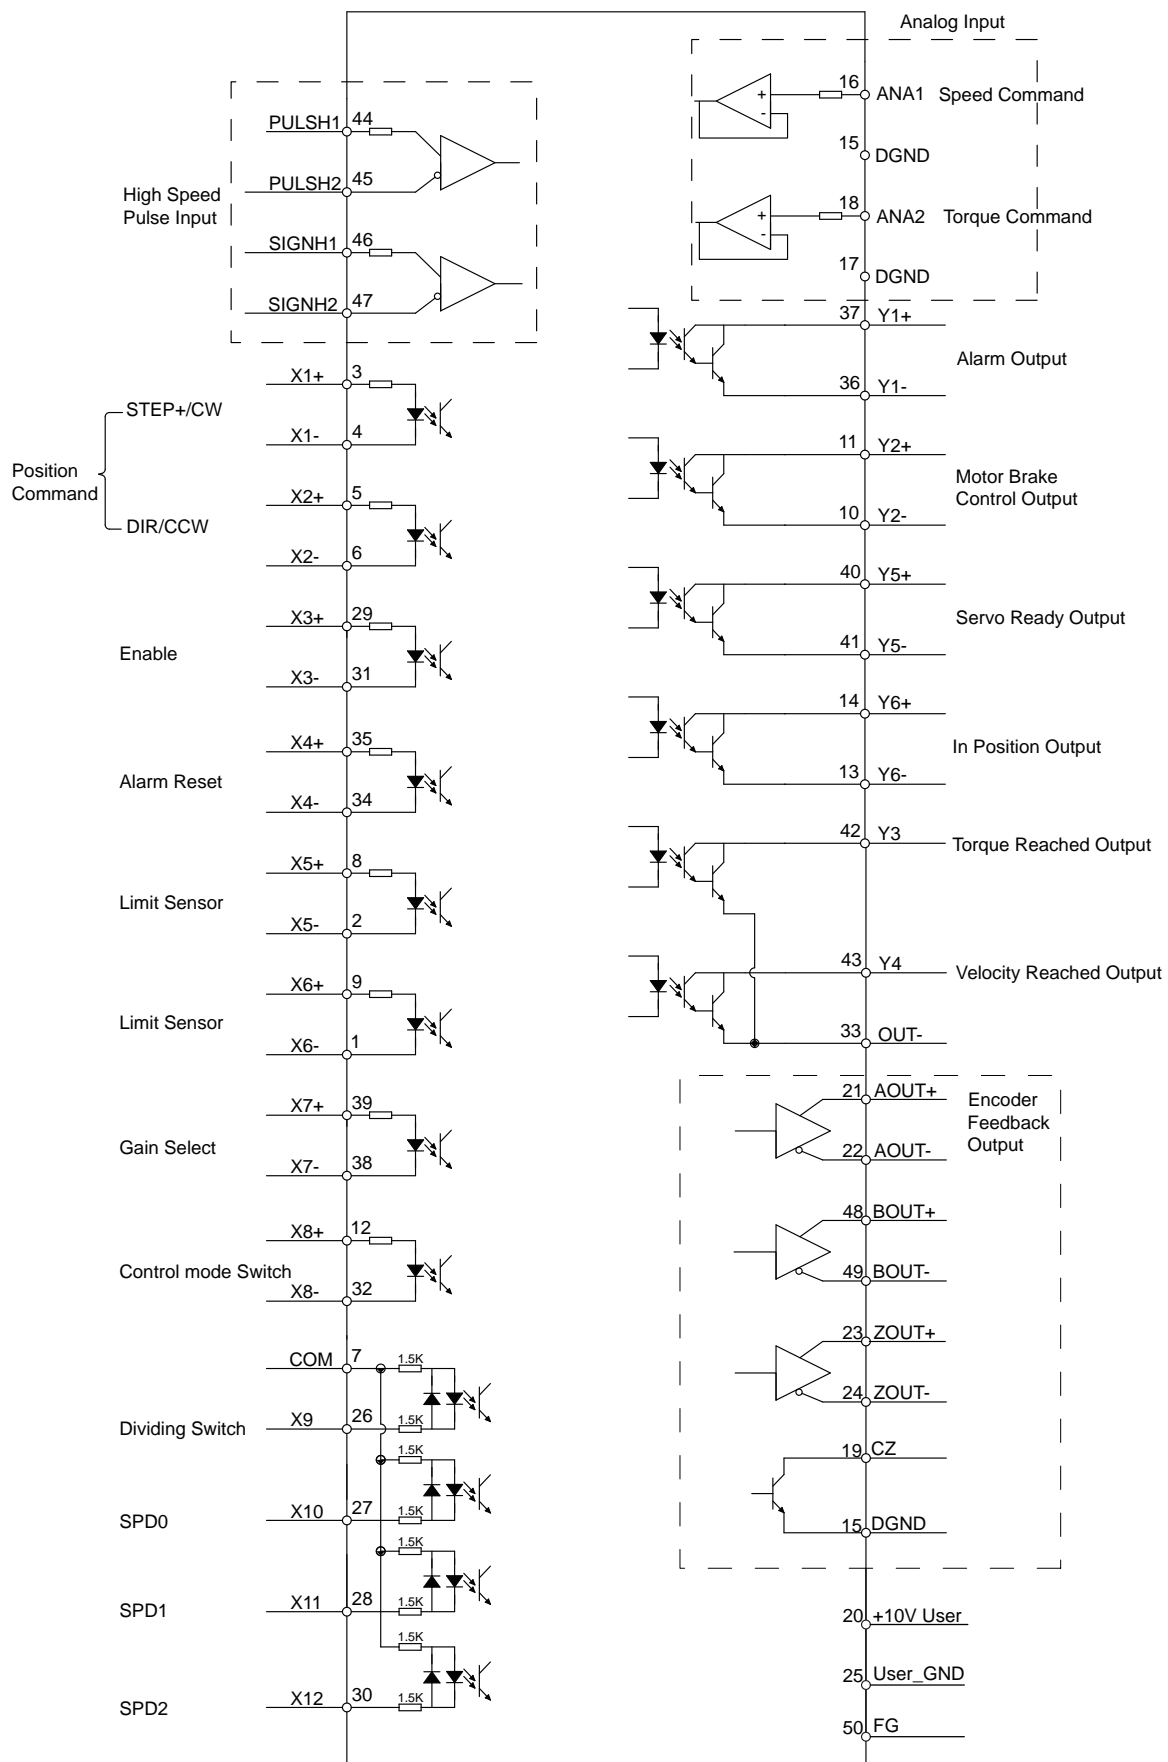 Analog Input
16
ANA1
Speed Command
+
-
15
DGND
18
ANA2
Torque Command
+
-
17
DGND
High Speed
Pulse Input
PULSH1
44
PULSH2
45
SIGNH1
46
SIGNH2
47
Position
Command
STEP+/CW
X1+
3
X1-
4
DIR/CCW
X2+
5
X2-
6
Enable
X3+
29
X3-
31
Alarm Reset
X4+
35
X4-
34
Limit Sensor
X5+
8
X5-
2
Limit Sensor
X6+
9
X6-
1
Gain Select
X7+
39
X7-
38
Control mode Switch
X8+
12
X8-
32
COM
7
1.5K
Dividing Switch
X9
26
1.5K
1.5K
SPD0
X10
27
1.5K
1.5K
SPD1
X11
28
1.5K
1.5K
SPD2
X12
30
1.5K
37
Y1+
Alarm Output
36
Y1-
11
Y2+
Motor Brake
Control Output
10
Y2-
40
Y5+
Servo Ready Output
41
Y5-
14
Y6+
In Position Output
13
Y6-
42
Y3
Torque Reached Output
43
Y4
Velocity Reached Output
33
OUT-
Encoder
Feedback
Output
21
AOUT+
22
AOUT-
48
BOUT+
49
BOUT-
23
ZOUT+
24
ZOUT-
19
CZ
15
DGND
20
+10V User
25
User_GND
50
FG